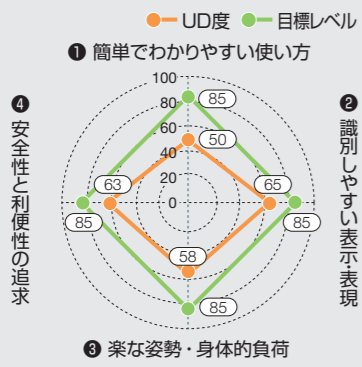 UD度 目標レベル
❶ 簡単でわかりやすい使い方
100
80
60
40
20
0
85
50
❹ 安全性と利便性の追求
63
85
❷ 識別しやすい表示・表現
65
85
58
85
❸ 楽な姿勢・身体的負荷